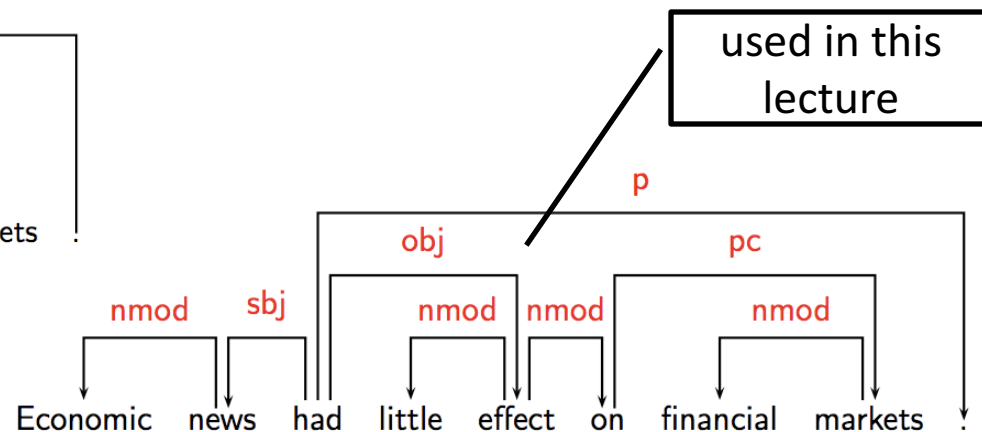 used in this
lecture
p
ets .
obj pc
nmod sbj nmod nmod nmod
Economic news had little effect on financial markets .